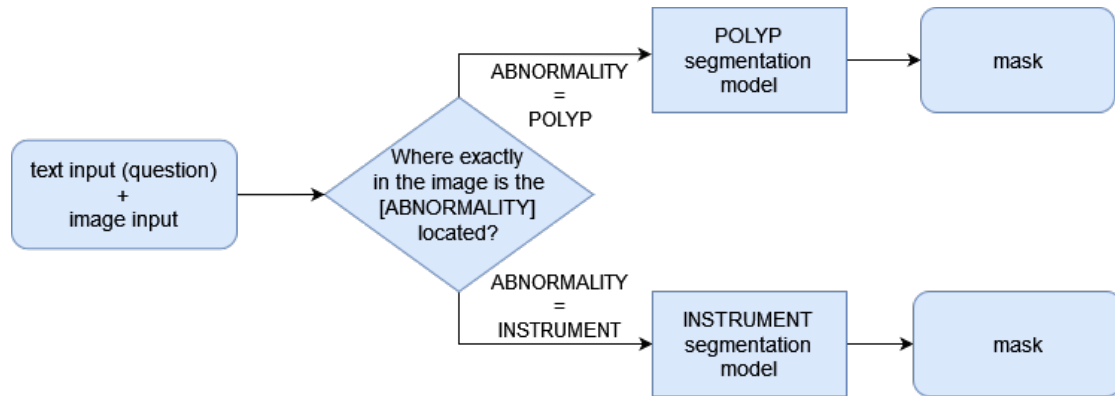 text input (question)
+
image input
Where exactly
in the image is the
[ABNORMALITY]
located?
ABNORMALITY
=
POLYP
POLYP
segmentation
model
mask
ABNORMALITY
=
INSTRUMENT
INSTRUMENT
segmentation
model
mask